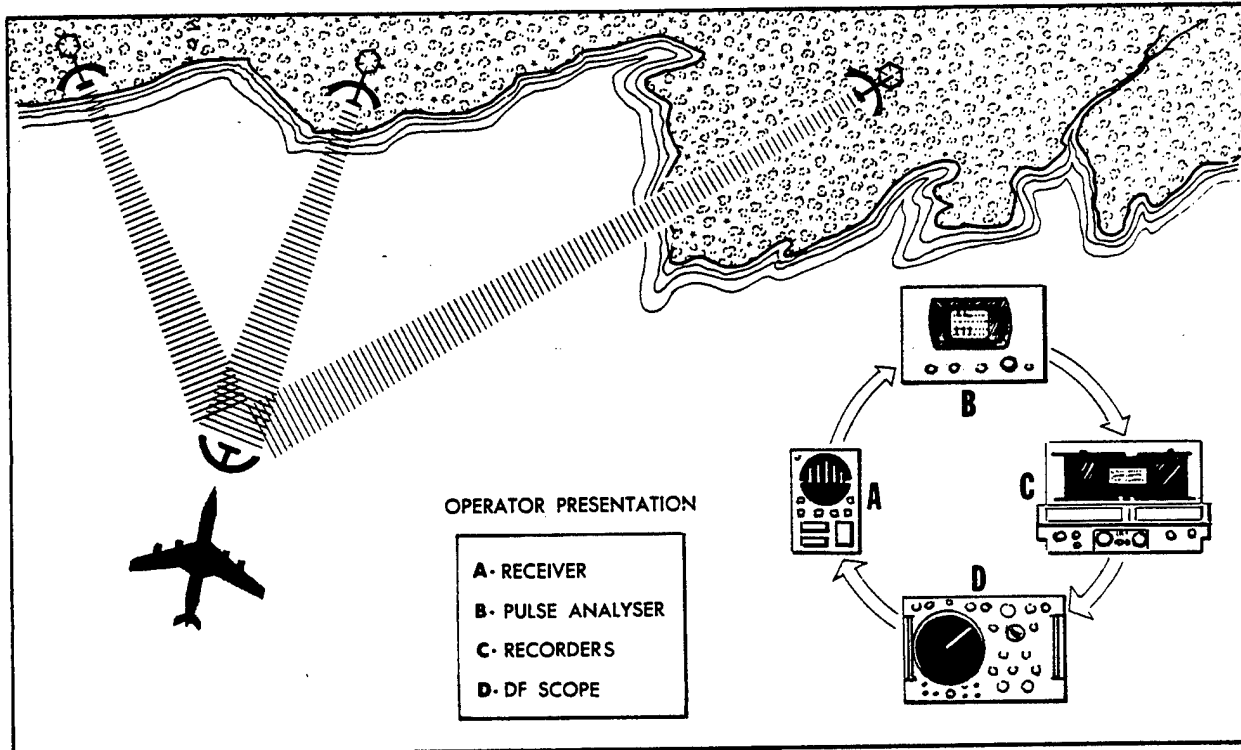 B
A
C
D
OPERATOR PRESENTATION
A- RECEIVER
B- PULSE ANALYSER
C- RECORDERS
D- DF SCOPE